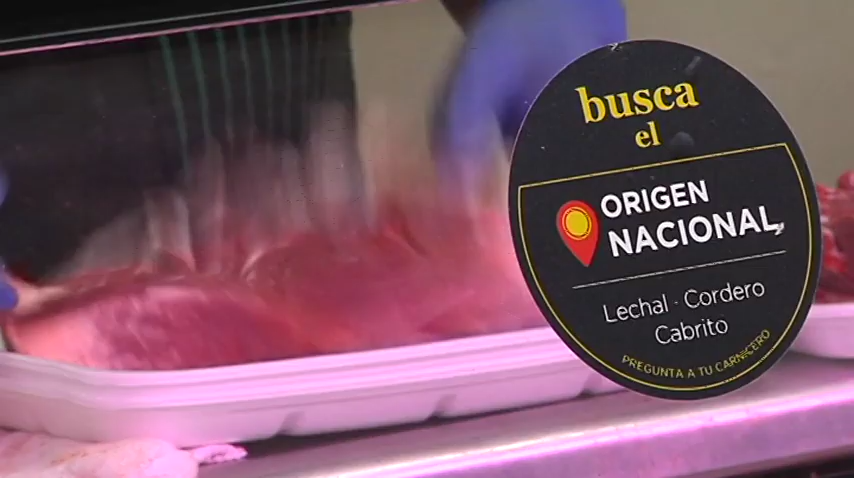 busca
el
ORIGEN
NACIONAL
Lechal · Cordero
Cabrito
PREGUNTA A TU CARNICERO